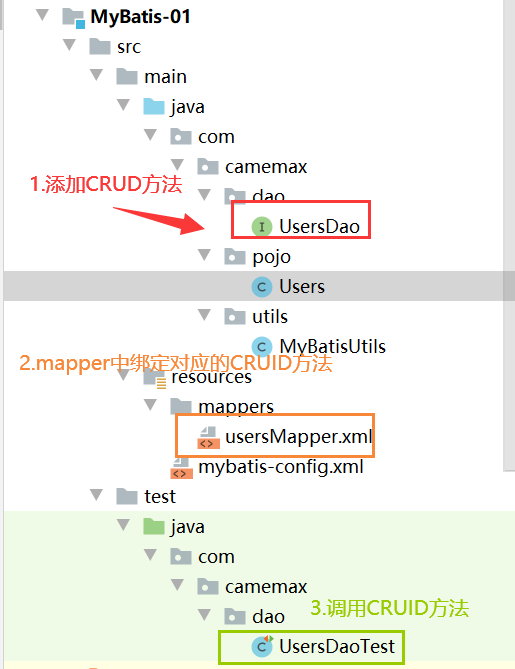 MyBatis-01
src
main
java
com
camemax
1.添加CRUD方法
dao
UsersDao
pojo
Users
utils
MyBatisUtils
2.mapper中绑定对应的CRUID方法
resources
mappers
usersMapper.xml
mybatis-config.xml
test
java
com
camemax
dao
3.调用CRUID方法
UsersDaoTest